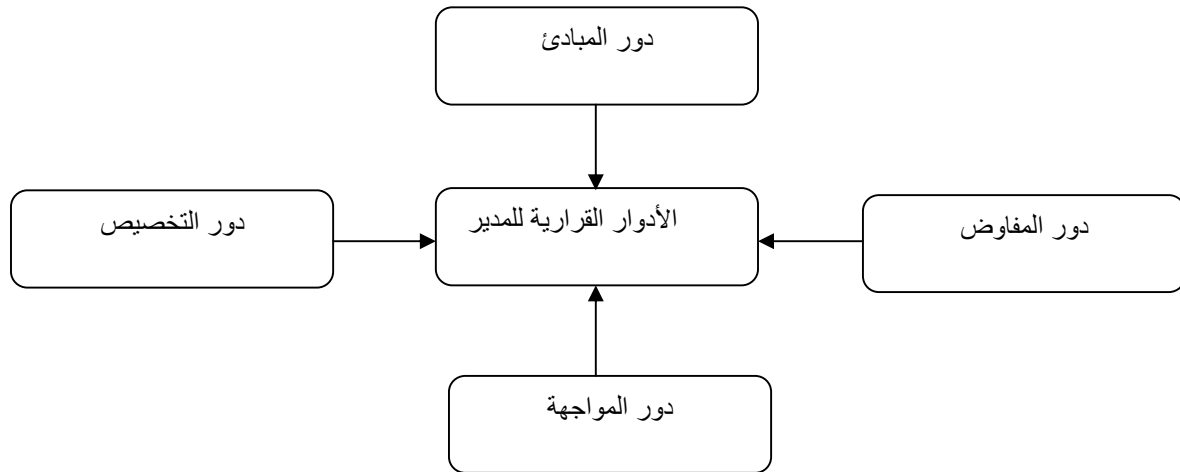 دور المبادئ
الأدوار القرارية للمدير
دور المفاوض
دور التخصيص
دور المواجهة